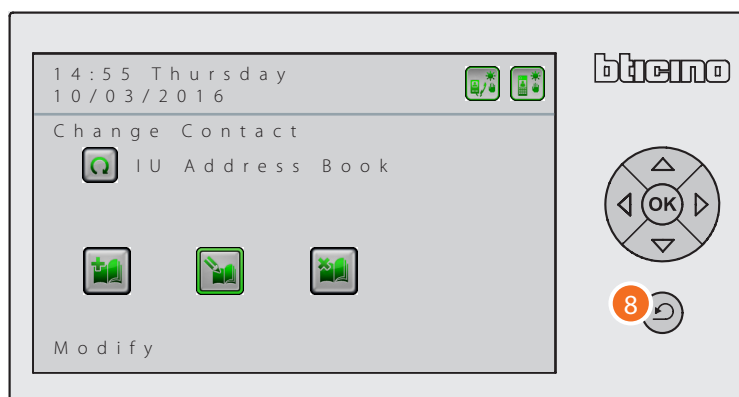 14:55 Thursday
10/03/2016
bticino
Change Contact
IU Address Book
OK
8
Modify